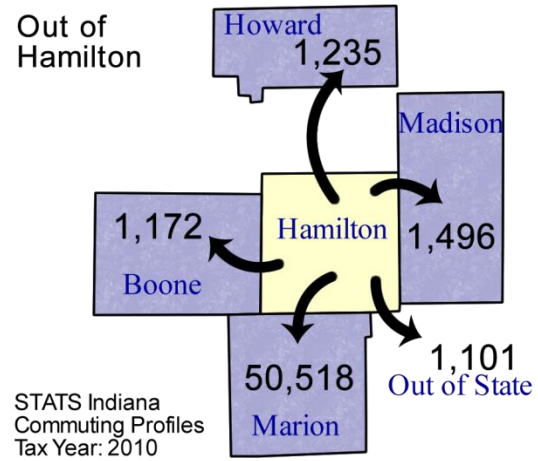 Out of
Hamilton
Howard
1,235
Madison
1,496
Hamilton
1,172
Boone
50,518
Marion
1,101
Out of State
STATS Indiana
Commuting Profiles
Tax Year: 2010